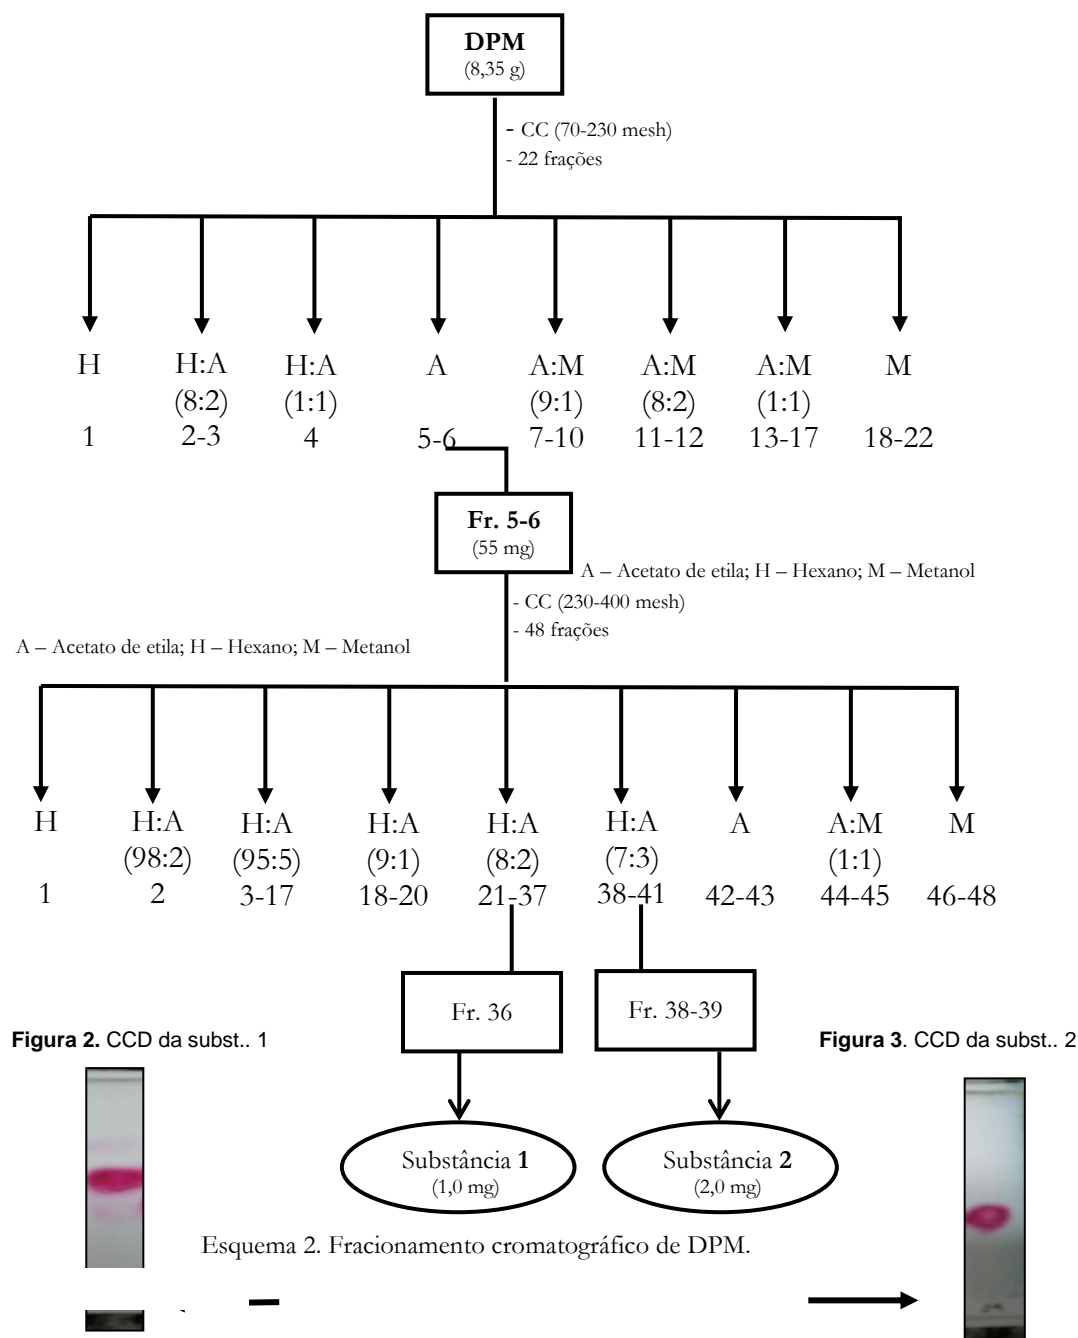 DPM
(8,35 g)
- CC (70-230 mesh)
- 22 frações
H H:A H:A A A:M A:M A:M M
(8:2) (1:1) (9:1) (8:2) (1:1)
1 2-3 4 5-6 7-10 11-12 13-17 18-22
Fr. 5-6
(55 mg)
A – Acetato de etila; H – Hexano; M – Metanol
- CC (230-400 mesh)
- 48 frações
A – Acetato de etila; H – Hexano; M – Metanol
H H:A H:A H:A H:A H:A A A:M M
(98:2) (95:5) (9:1) (8:2) (7:3) (1:1)
1 2 3-17 18-20 21-37 38-41 42-43 44-45 46-48
Fr. 36 Fr. 38-39
Figura 2. CCD da subst.. 1 Figura 3. CCD da subst.. 2
Substância 1 Substância 2
(1,0 mg) (2,0 mg)
Esquema 2. Fracionamento cromatográfico de DPM.